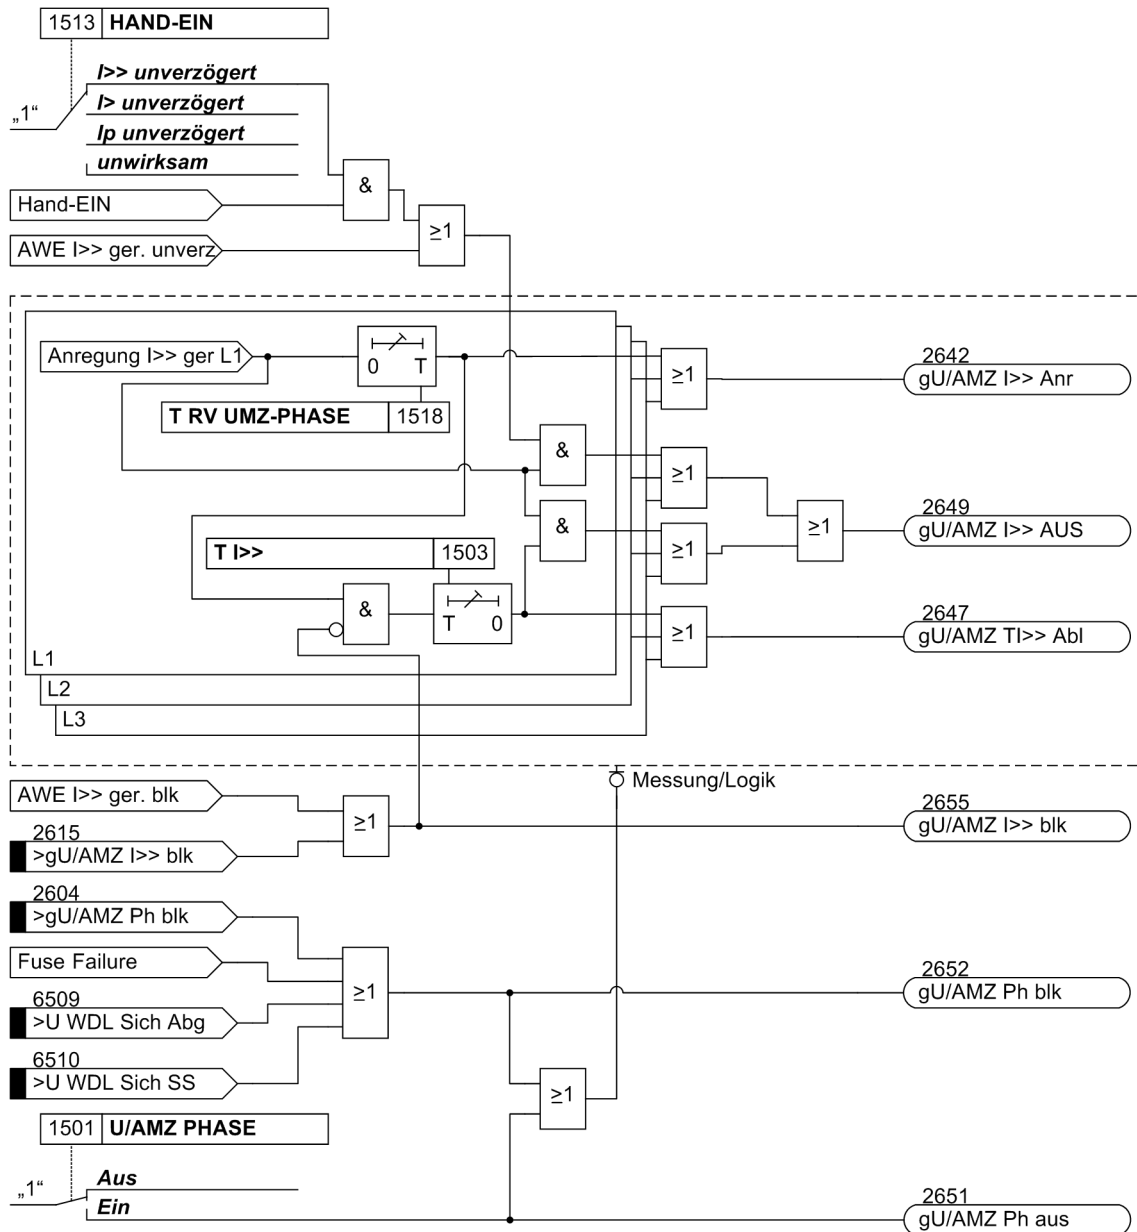 1513 HAND-EIN
I>> unverzögert
„1“
I> unverzögert
Ip unverzögert
unwirksam
&
Hand-EIN
≥1
AWE I>> ger. unverz
Anregung I>> ger L1
0 T
≥1
2642
gU/AMZ I>> Anr
T RV UMZ-PHASE 1518
&
≥1
&
≥1
≥1
2649
gU/AMZ I>> AUS
T I>> 1503
&
T 0
≥1
2647
gU/AMZ TI>> Abl
L1
L2
L3
Messung/Logik
AWE I>> ger. blk
≥1
2655
gU/AMZ I>> blk
2615
>gU/AMZ I>> blk
2604
>gU/AMZ Ph blk
Fuse Failure
≥1
2652
gU/AMZ Ph blk
6509
>U WDL Sich Abg
6510
>U WDL Sich SS
≥1
1501 U/AMZ PHASE
„1“
Aus
Ein
2651
gU/AMZ Ph aus